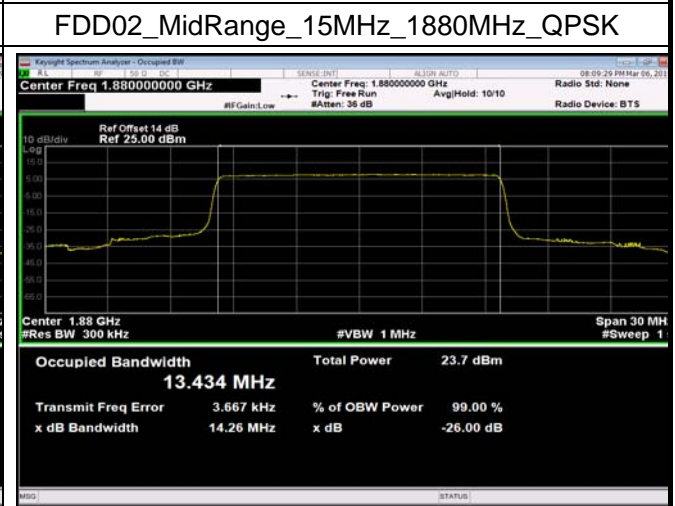 FDD02_MidRange_15MHz_QPSK
Keysight Spectrum Analyzer - Occupied BW
RL RF 50 Ω DC SENSE:INT ALIGN AUTO 08:09:29 PM Mar 06, 201
Center Freq 1.880000000 GHz Center Freq: 1.880000000 GHz Radio Std: None
Trig: Free Run Avg|Hold: 10/10
#IFGain:Low #Atten: 36 dB Radio Device: BTS
Ref Offset 14 dB
10 dB/div Ref 25.00 dBm
Log
15.0
5.00
-5.00
-15.0
-25.0
-35.0
-45.0
-55.0
-65.0
Center 1.88 GHz Span 30 MH
#Res BW 300 kHz #VBW 1 MHz #Sweep 1
Occupied Bandwidth Total Power 23.7 dBm
13.434 MHz
Transmit Freq Error 3.667 kHz % of OBW Power 99.00 %
x dB Bandwidth 14.26 MHz x dB -26.00 dB
MSG STATUS